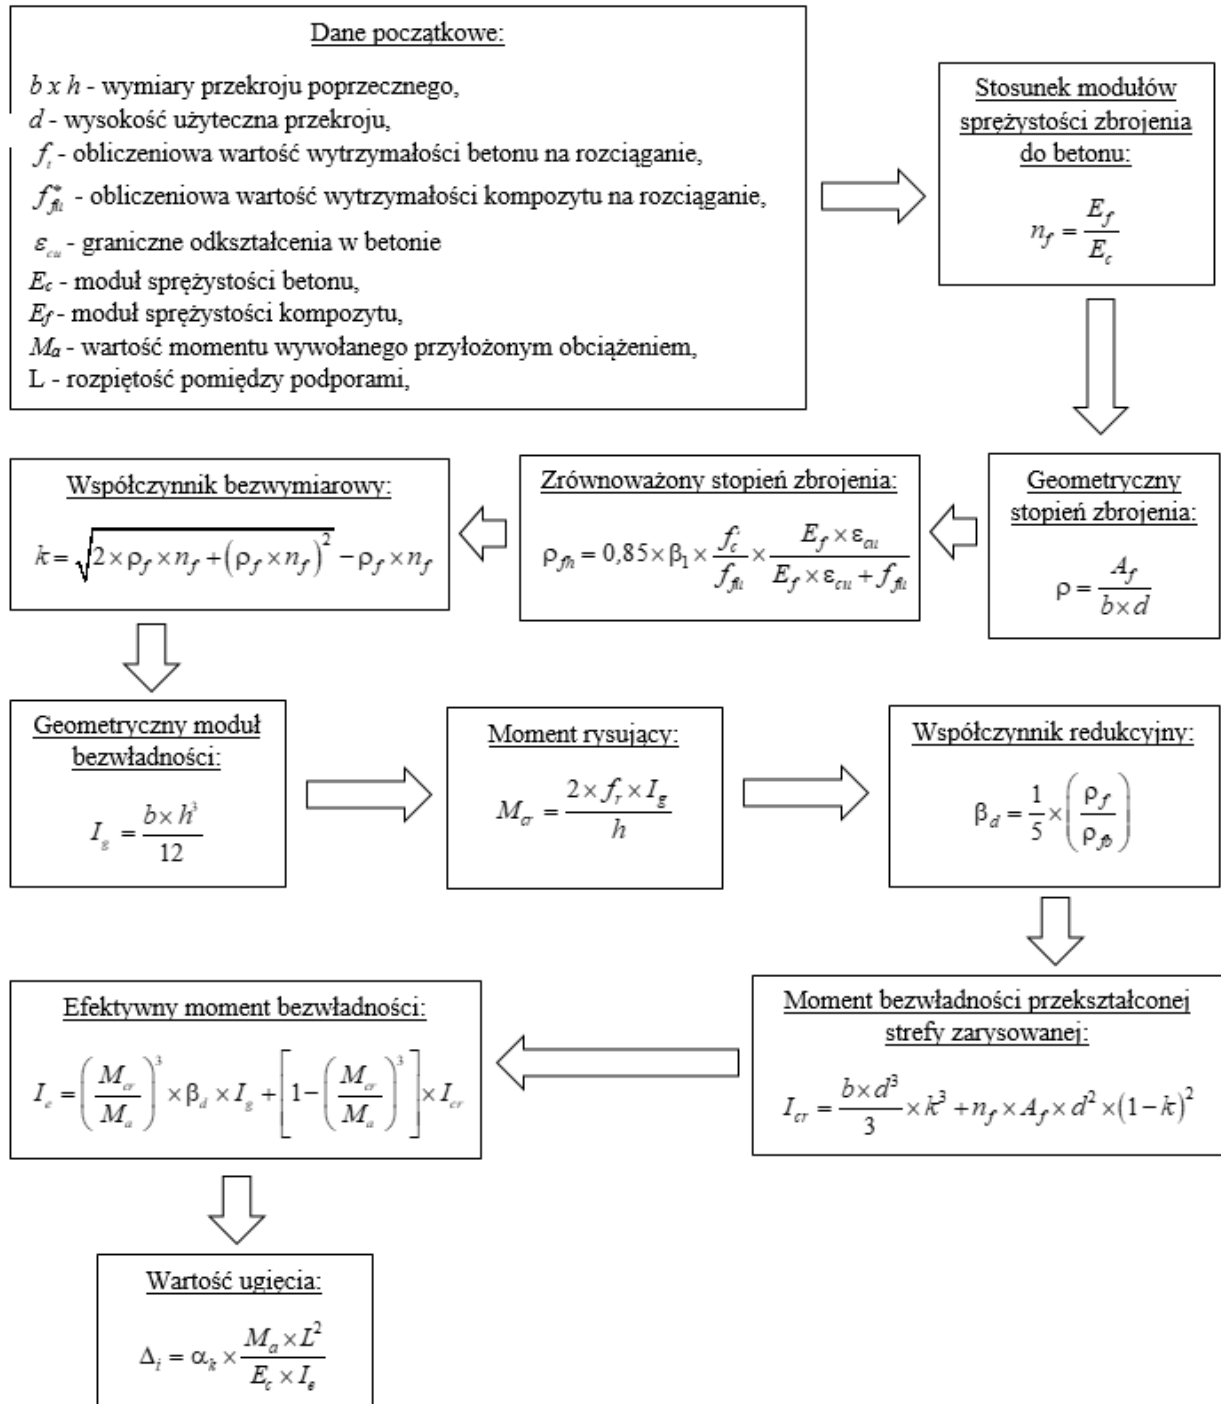 Dane początkowe:
b x h - wymiary przekroju poprzecznego,
d - wysokość użyteczna przekroju,
f_t - obliczeniowa wartość wytrzymałości betonu na rozciąganie,
f*_fu - obliczeniowa wartość wytrzymałości kompozytu na rozciąganie,
ε_cu - graniczne odkształcenia w betonie
E_c - moduł sprężystości betonu,
E_f - moduł sprężystości kompozytu,
M_a - wartość momentu wywołanego przyłożonym obciążeniem,
L - rozpiętość pomiędzy podporami,
Stosunek modułów
sprężystości zbrojenia
do betonu:
n_f = E_f / E_c
Geometryczny
stopień zbrojenia:
ρ = A_f / (b × d)
Zrównoważony stopień zbrojenia:
ρ_fh = 0,85 × β_1 × f_c' / f_fu × (E_f × ε_cu) / (E_f × ε_cu + f_fu)
Współczynnik bezwymiarowy:
k = √(2 × ρ_f × n_f + (ρ_f × n_f)²) − ρ_f × n_f
Geometryczny moduł
bezwładności:
I_g = (b × h³) / 12
Moment rysujący:
M_cr = (2 × f_r × I_g) / h
Współczynnik redukcyjny:
β_d = 1/5 × (ρ_f / ρ_fb)
Moment bezwładności przekształconej
strefy zarysowanej:
I_cr = (b × d³) / 3 × k³ + n_f × A_f × d² × (1 − k)²
Efektywny moment bezwładności:
I_e = (M_cr / M_a)³ × β_d × I_g + [1 − (M_cr / M_a)³] × I_cr
Wartość ugięcia:
Δ_i = α_k × (M_a × L²) / (E_c × I_e)